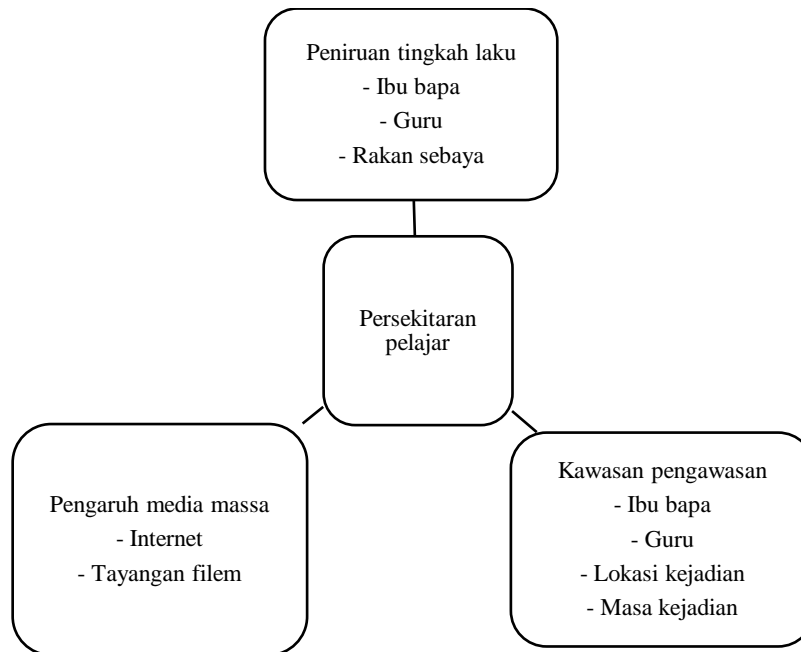 Peniruan tingkah laku
- Ibu bapa
- Guru
- Rakan sebaya
Persekitaran
pelajar
Pengaruh media massa
- Internet
- Tayangan filem
Kawasan pengawasan
- Ibu bapa
- Guru
- Lokasi kejadian
- Masa kejadian